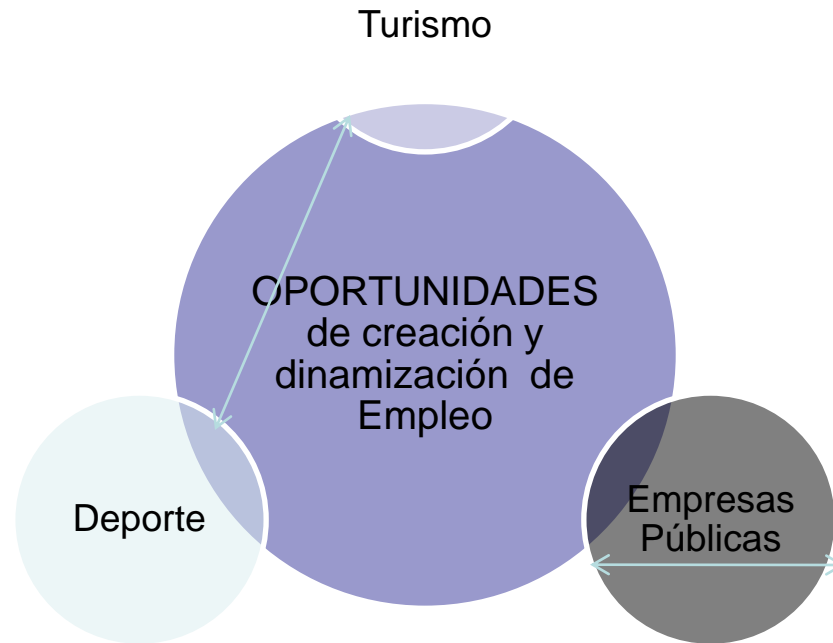 Turismo
OPORTUNIDADES
de creación y
dinamización  de
Empleo
Deporte
Empresas
Públicas